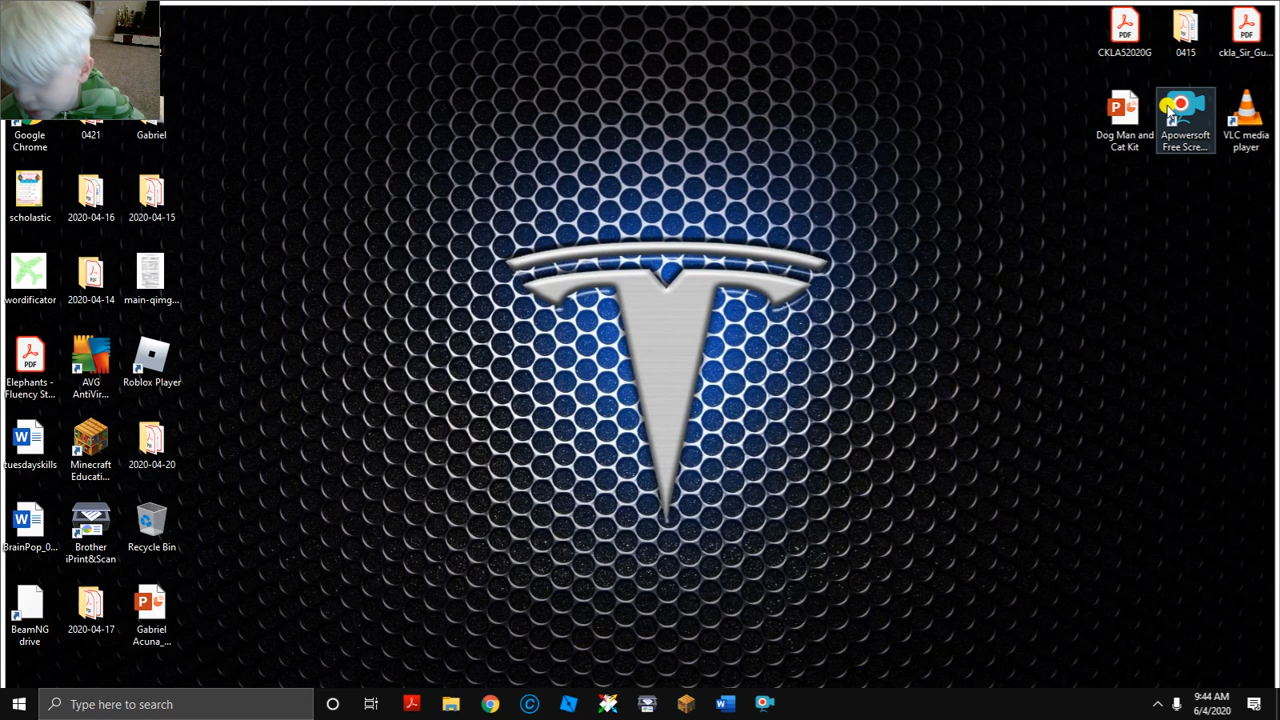 CKLA52020G
0415
ckla_Sir_Gu...
Dog Man and
Cat Kit
Apowersoft
Free Scre...
VLC media
player
Google
Chrome
0421
Gabriel
scholastic
2020-04-16
2020-04-15
wordificator
2020-04-14
main-qimg...
Elephants -
Fluency St...
AVG
AntiVir...
Roblox Player
tuesdayskills
Minecraft
Educati...
2020-04-20
BrainPop_0...
Brother
iPrint&Scan
Recycle Bin
BeamNG
drive
2020-04-17
Gabriel
Acuna_...
Type here to search
9:44 AM
6/4/2020